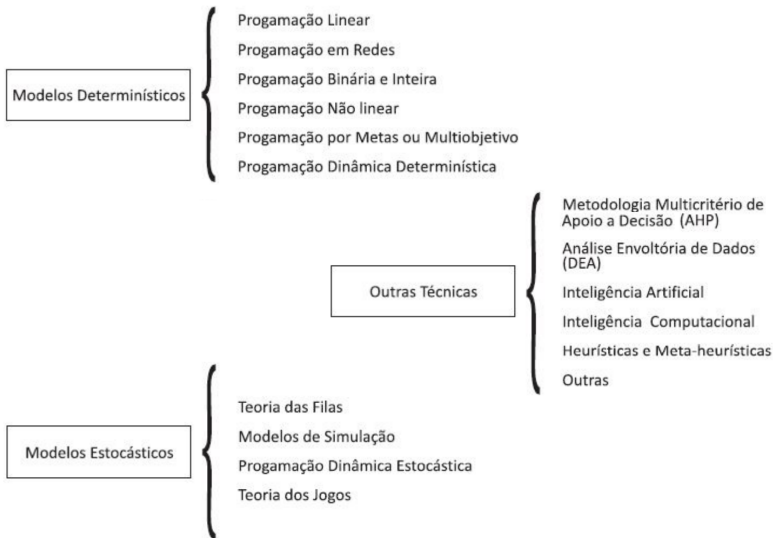 Progamação Linear
Progamação em Redes
Progamação Binária e Inteira
Modelos Determinísticos
Progamação Não linear
Progamação por Metas ou Multiobjetivo
Progamação Dinâmica Determinística
Metodologia Multicritério de
Apoio a Decisão (AHP)
Análise Envoltória de Dados
(DEA)
Outras Técnicas
Inteligência Artificial
Inteligência Computacional
Heurísticas e Meta-heurísticas
Outras
Teoria das Filas
Modelos de Simulação
Modelos Estocásticos
Progamação Dinâmica Estocástica
Teoria dos Jogos